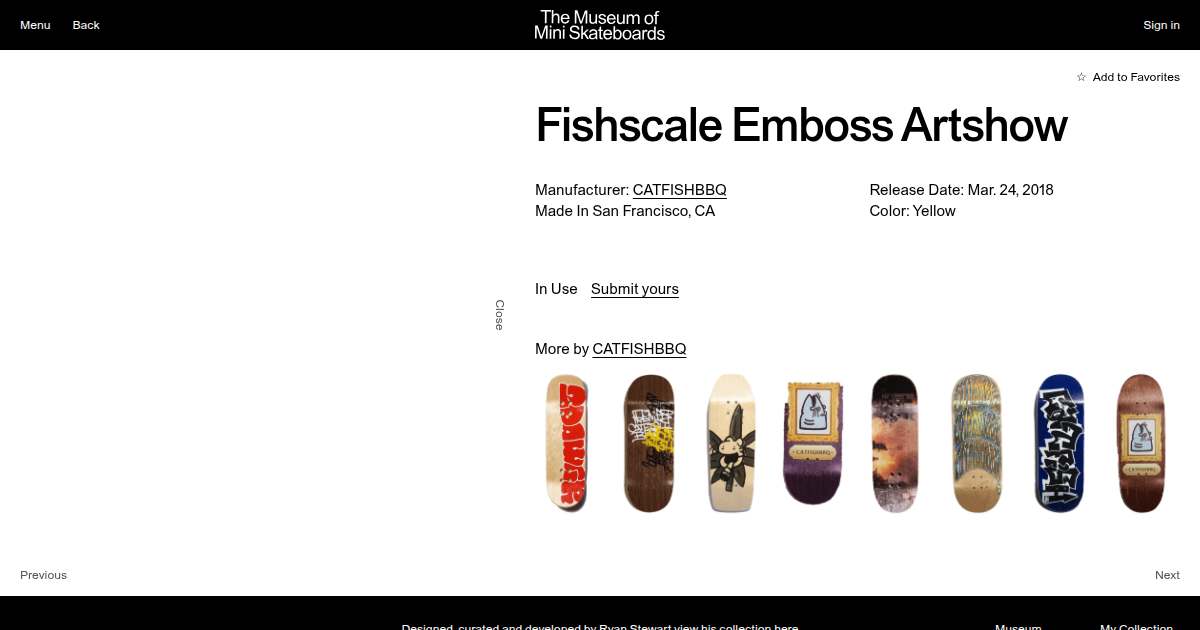 Menu
Back
The Museum of
Mini Skateboards
Sign in
☆ Add to Favorites
Fishscale Emboss Artshow
Manufacturer: CATFISHBBQ
Made In San Francisco, CA
Release Date: Mar. 24, 2018
Color: Yellow
In Use Submit yours
Close
More by CATFISHBBQ
CATFISHBBQ
CATFISHBBQ
Previous
Next
Designed, curated and developed by Ryan Stewart view his collection here
Museum
My Collection